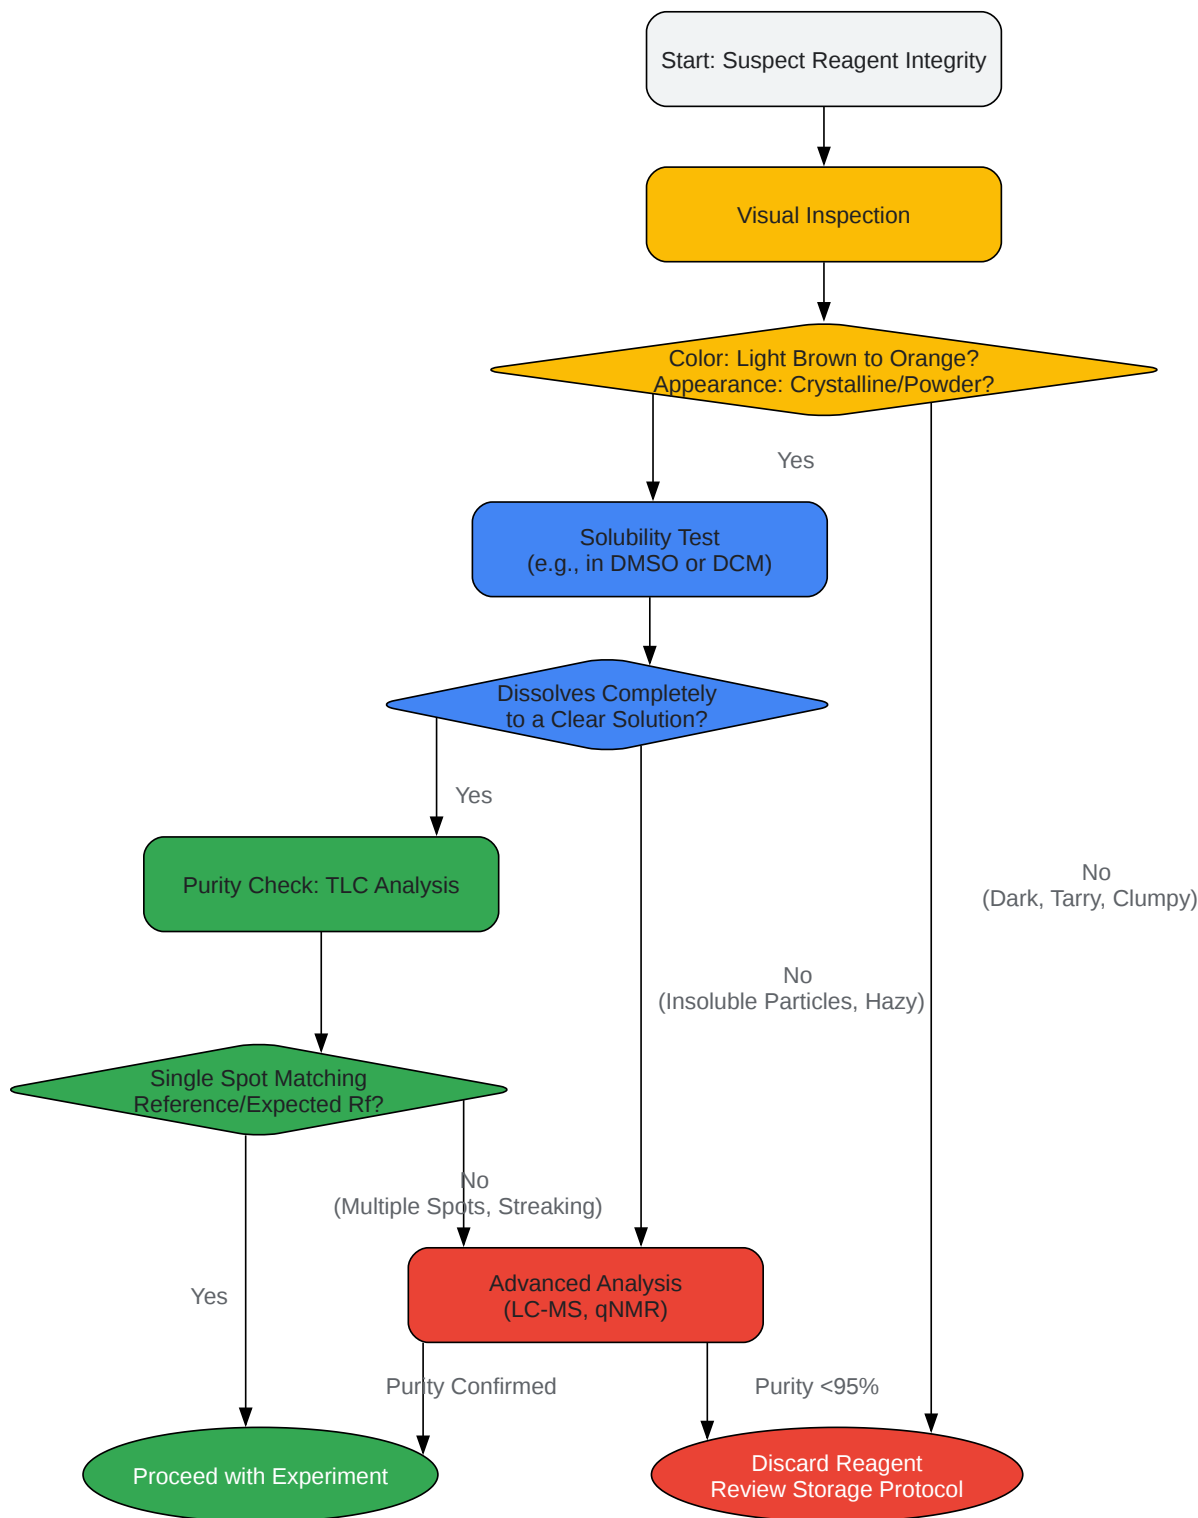 Start: Suspect Reagent Integrity
Visual Inspection
Color: Light Brown to Orange?
Appearance: Crystalline/Powder?
Yes
Solubility Test
(e.g., in DMSO or DCM)
Dissolves Completely
to a Clear Solution?
Yes
Purity Check: TLC Analysis
No
(Dark, Tarry, Clumpy)
No
(Insoluble Particles, Hazy)
Single Spot Matching
Reference/Expected Rf?
No
(Multiple Spots, Streaking)
Yes
Advanced Analysis
(LC-MS, qNMR)
Purity Confirmed
Purity <95%
Proceed with Experiment
Discard Reagent
Review Storage Protocol